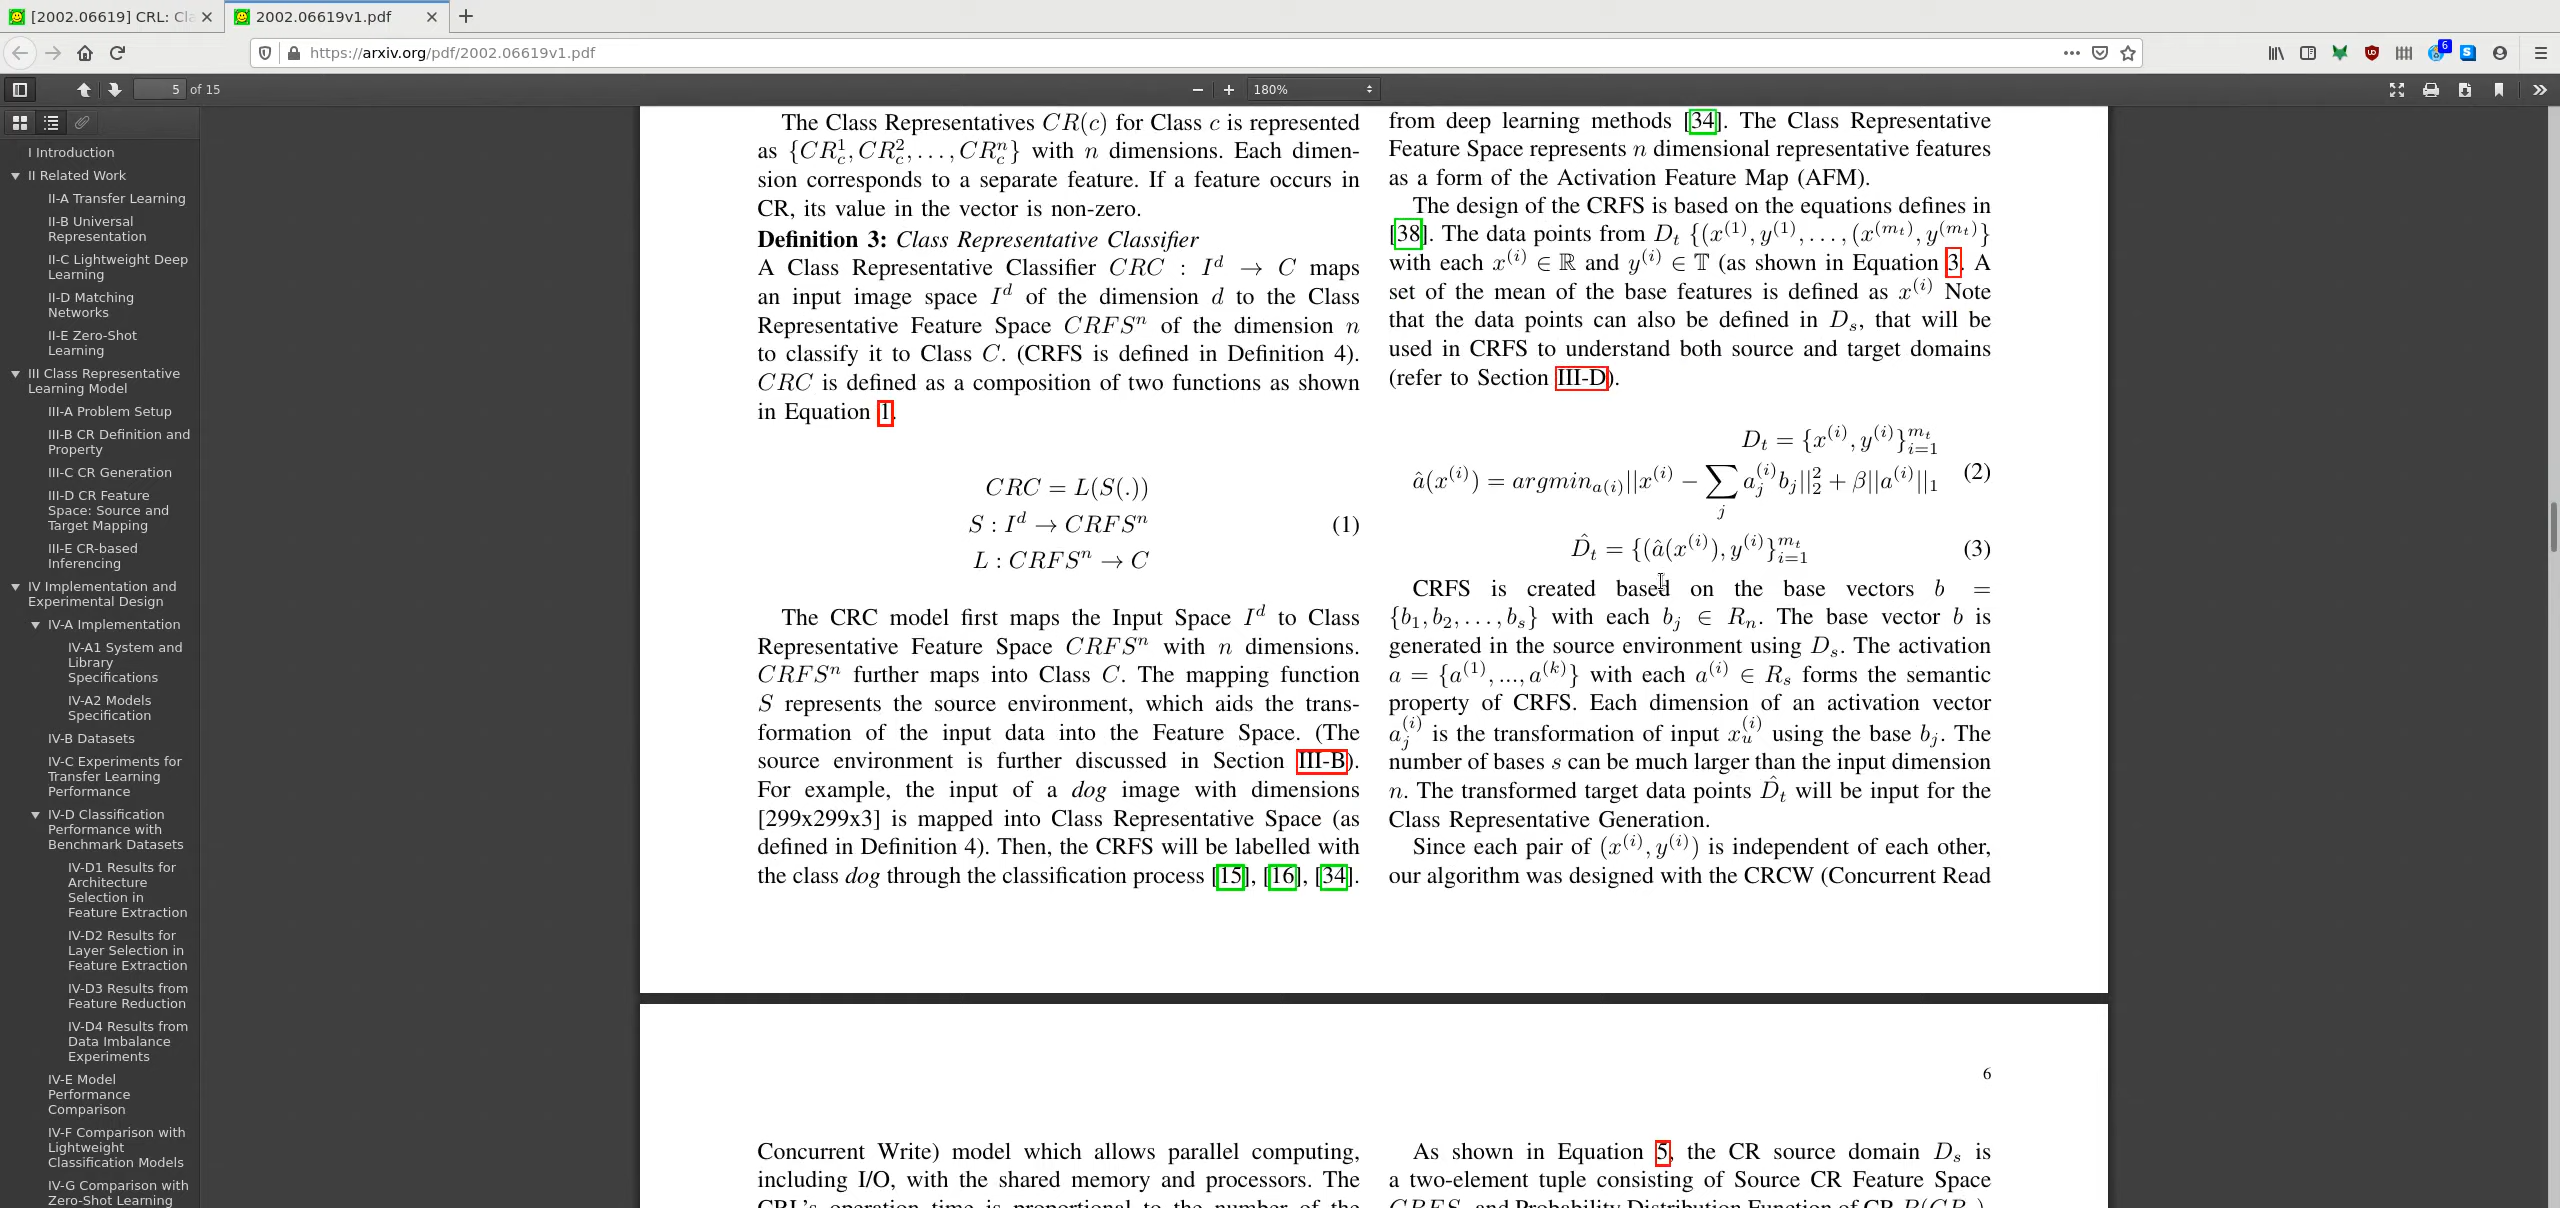 [2002.06619] CRL: Cla
2002.06619v1.pdf
https://arxiv.org/pdf/2002.06619v1.pdf
6
5 of 15
180%
I Introduction
II Related Work
II-A Transfer Learning
II-B Universal
Representation
II-C Lightweight Deep
Learning
II-D Matching
Networks
II-E Zero-Shot
Learning
III Class Representative
Learning Model
III-A Problem Setup
III-B CR Definition and
Property
III-C CR Generation
III-D CR Feature
Space: Source and
Target Mapping
III-E CR-based
Inferencing
IV Implementation and
Experimental Design
IV-A Implementation
IV-A1 System and
Library
Specifications
IV-A2 Models
Specification
IV-B Datasets
IV-C Experiments for
Transfer Learning
Performance
IV-D Classification
Performance with
Benchmark Datasets
IV-D1 Results for
Architecture
Selection in
Feature Extraction
IV-D2 Results for
Layer Selection in
Feature Extraction
IV-D3 Results from
Feature Reduction
IV-D4 Results from
Data Imbalance
Experiments
IV-E Model
Performance
Comparison
IV-F Comparison with
Lightweight
Classification Models
IV-G Comparison with
Zero-Shot Learning
The Class Representatives CR(c) for Class c is represented
as {CR_c^1, CR_c^2, . . . , CR_c^n} with n dimensions. Each dimen-
sion corresponds to a separate feature. If a feature occurs in
CR, its value in the vector is non-zero.
Definition 3: Class Representative Classifier
A Class Representative Classifier CRC : I^d → C maps
an input image space I^d of the dimension d to the Class
Representative Feature Space CRFS^n of the dimension n
to classify it to Class C. (CRFS is defined in Definition 4).
CRC is defined as a composition of two functions as shown
in Equation 1.
CRC = L(S(.))
S : I^d → CRFS^n (1)
L : CRFS^n → C
The CRC model first maps the Input Space I^d to Class
Representative Feature Space CRFS^n with n dimensions.
CRFS^n further maps into Class C. The mapping function
S represents the source environment, which aids the trans-
formation of the input data into the Feature Space. (The
source environment is further discussed in Section III-B).
For example, the input of a dog image with dimensions
[299x299x3] is mapped into Class Representative Space (as
defined in Definition 4). Then, the CRFS will be labelled with
the class dog through the classification process [15], [16], [34].
from deep learning methods [34]. The Class Representative
Feature Space represents n dimensional representative features
as a form of the Activation Feature Map (AFM).
The design of the CRFS is based on the equations defines in
[38]. The data points from D_t {(x^(1), y^(1), . . . , (x^(m_t), y^(m_t)}
with each x^(i) ∈ ℝ and y^(i) ∈ 𝕋 (as shown in Equation 3. A
set of the mean of the base features is defined as x^(i) Note
that the data points can also be defined in D_s, that will be
used in CRFS to understand both source and target domains
(refer to Section III-D).
D_t = {x^(i), y^(i)}_{i=1}^{m_t}
â(x^(i)) = argmin_{a(i)}||x^(i) − ∑_j a_j^(i) b_j||_2^2 + β||a^(i)||_1 (2)
D̂_t = {(â(x^(i)), y^(i)}_{i=1}^{m_t} (3)
CRFS is created based on the base vectors b =
{b_1, b_2, . . . , b_s} with each b_j ∈ R_n. The base vector b is
generated in the source environment using D_s. The activation
a = {a^(1), ..., a^(k)} with each a^(i) ∈ R_s forms the semantic
property of CRFS. Each dimension of an activation vector
a_j^(i) is the transformation of input x_u^(i) using the base b_j. The
number of bases s can be much larger than the input dimension
n. The transformed target data points D̂_t will be input for the
Class Representative Generation.
Since each pair of (x^(i), y^(i)) is independent of each other,
our algorithm was designed with the CRCW (Concurrent Read
6
Concurrent Write) model which allows parallel computing,
including I/O, with the shared memory and processors. The
CRL's operation time is proportional to the number of the
As shown in Equation 5, the CR source domain D_s is
a two-element tuple consisting of Source CR Feature Space
and Probability Distribution Function of CR